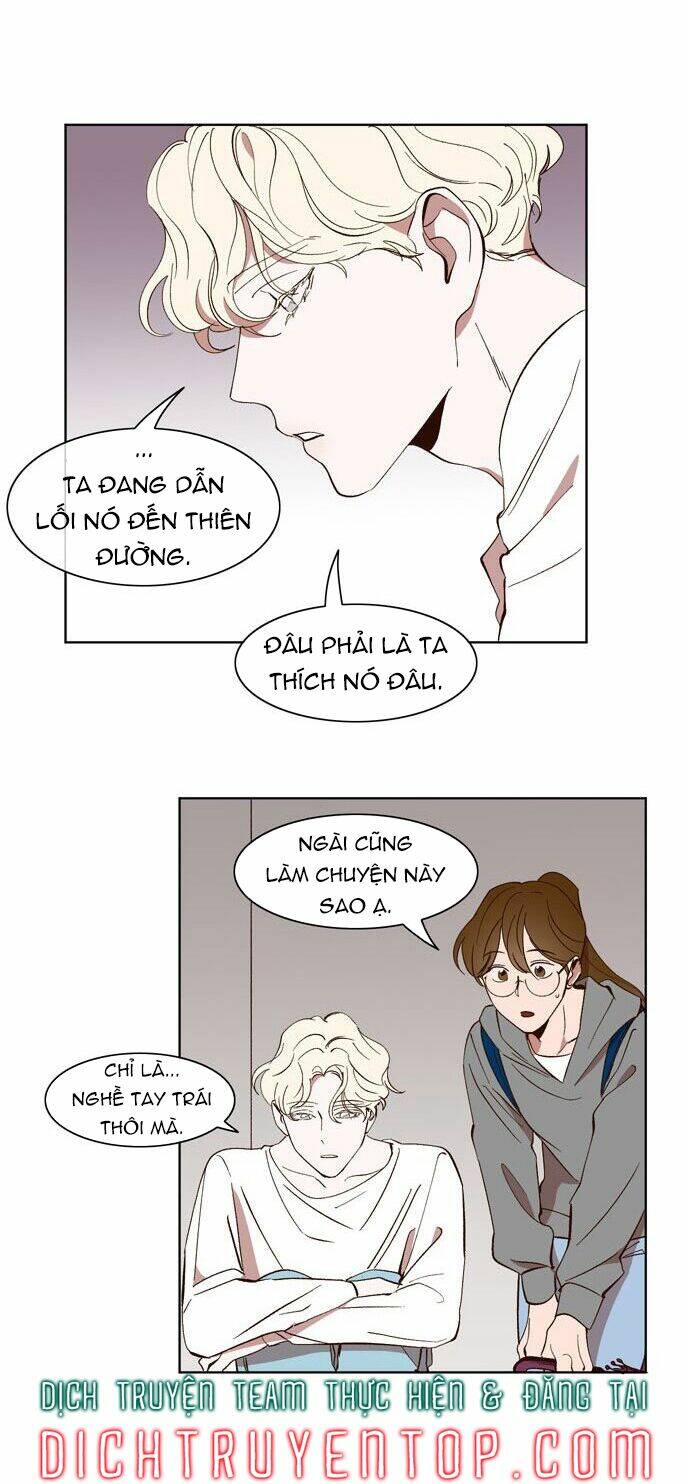 ...
TA ĐANG DẪN
LỐI NÓ ĐẾN THIÊN
ĐƯỜNG.
ĐÂU PHẢI LÀ TA
THÍCH NÓ ĐÂU.
NGÀI CŨNG
LÀM CHUYỆN NÀY
SAO Ạ.
CHỈ LÀ...
NGHỀ TAY TRÁI
THÔI MÀ.
DỊCH TRUYỆN TEAM THỰC HIỆN & ĐĂNG TẠI
DICHTRUYENTOP.COM